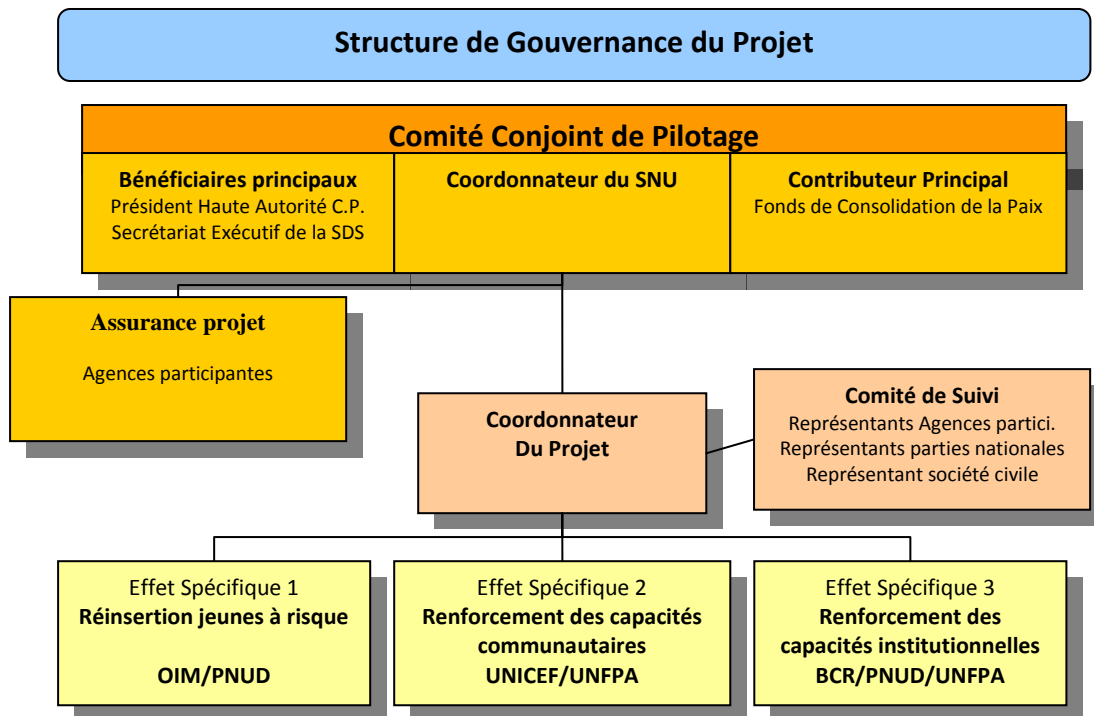 Structure de Gouvernance du Projet
Comité Conjoint de Pilotage
Bénéficiaires principaux
Président Haute Autorité C.P.
Secrétariat Exécutif de la SDS
Coordonnateur du SNU
Contributeur Principal
Fonds de Consolidation de la Paix
Assurance projet
Agences participantes
Coordonnateur
Du Projet
Comité de Suivi
Représentants Agences partici.
Représentants parties nationales
Représentant société civile
Effet Spécifique 1
Réinsertion jeunes à risque
OIM/PNUD
Effet Spécifique 2
Renforcement des capacités
communautaires
UNICEF/UNFPA
Effet Spécifique 3
Renforcement des
capacités institutionnelles
BCR/PNUD/UNFPA